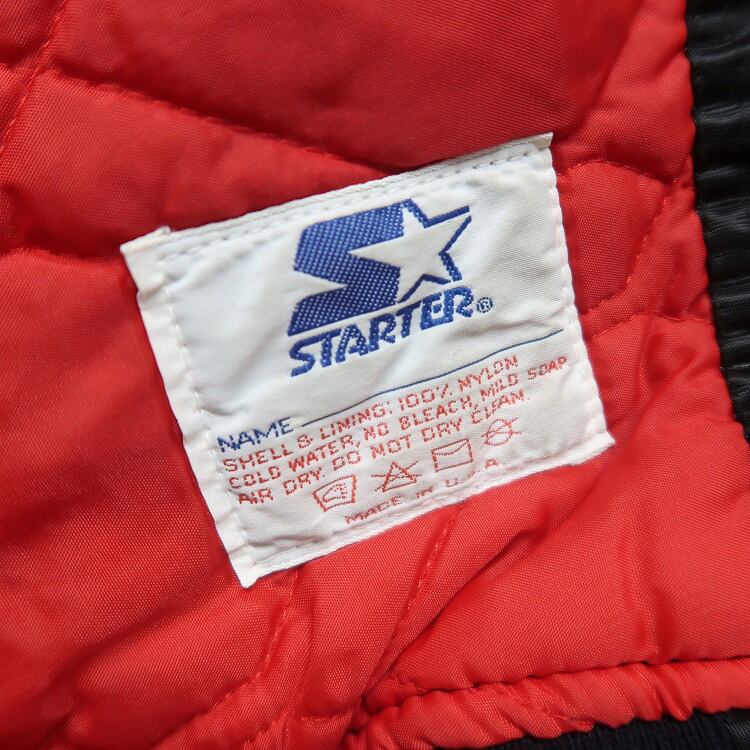 STARTER®
NAME
SHELL & LINING: 100% NYLON
COLD WATER, NO BLEACH, MILD SOAP
AIR DRY. DO NOT DRY CLEAN.
MADE IN U.S.A.